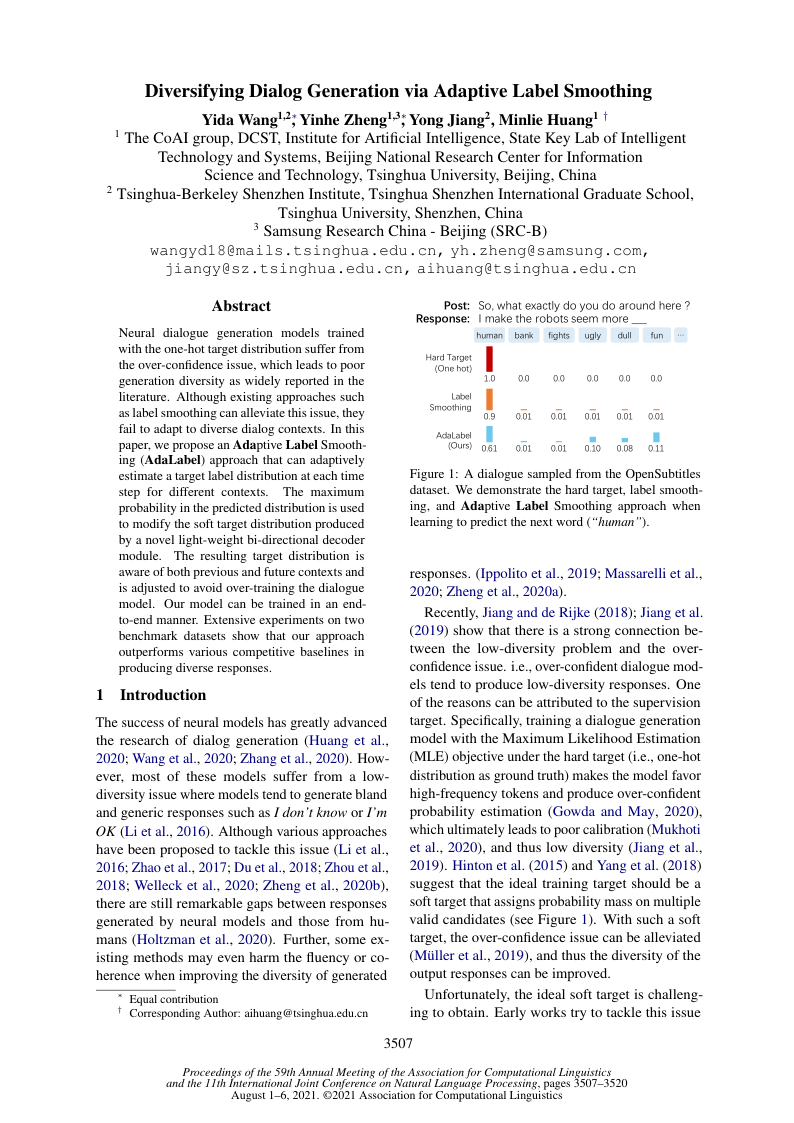 Diversifying Dialog Generation via Adaptive Label Smoothing
Yida Wang1,2*, Yinhe Zheng1,3*, Yong Jiang2, Minlie Huang1 †
1 The CoAI group, DCST, Institute for Artificial Intelligence, State Key Lab of Intelligent
Technology and Systems, Beijing National Research Center for Information
Science and Technology, Tsinghua University, Beijing, China
2 Tsinghua-Berkeley Shenzhen Institute, Tsinghua Shenzhen International Graduate School,
Tsinghua University, Shenzhen, China
3 Samsung Research China - Beijing (SRC-B)
wangyd18@mails.tsinghua.edu.cn, yh.zheng@samsung.com,
jiangy@sz.tsinghua.edu.cn, aihuang@tsinghua.edu.cn
Abstract
Neural dialogue generation models trained
with the one-hot target distribution suffer from
the over-confidence issue, which leads to poor
generation diversity as widely reported in the
literature. Although existing approaches such
as label smoothing can alleviate this issue, they
fail to adapt to diverse dialog contexts. In this
paper, we propose an Adaptive Label Smooth-
ing (AdaLabel) approach that can adaptively
estimate a target label distribution at each time
step for different contexts. The maximum
probability in the predicted distribution is used
to modify the soft target distribution produced
by a novel light-weight bi-directional decoder
module. The resulting target distribution is
aware of both previous and future contexts and
is adjusted to avoid over-training the dialogue
model. Our model can be trained in an end-
to-end manner. Extensive experiments on two
benchmark datasets show that our approach
outperforms various competitive baselines in
producing diverse responses.
1 Introduction
The success of neural models has greatly advanced
the research of dialog generation (Huang et al.,
2020; Wang et al., 2020; Zhang et al., 2020). How-
ever, most of these models suffer from a low-
diversity issue where models tend to generate bland
and generic responses such as I don't know or I'm
OK (Li et al., 2016). Although various approaches
have been proposed to tackle this issue (Li et al.,
2016; Zhao et al., 2017; Du et al., 2018; Zhou et al.,
2018; Welleck et al., 2020; Zheng et al., 2020b),
there are still remarkable gaps between responses
generated by neural models and those from hu-
mans (Holtzman et al., 2020). Further, some ex-
isting methods may even harm the fluency or co-
herence when improving the diversity of generated
* Equal contribution
† Corresponding Author: aihuang@tsinghua.edu.cn
Post: So, what exactly do you do around here ?
Response: I make the robots seem more __
human bank fights ugly dull fun ...
Hard Target
(One hot)
1.0 0.0 0.0 0.0 0.0 0.0
Label
Smoothing
0.9 0.01 0.01 0.01 0.01 0.01
AdaLabel
(Ours)
0.61 0.01 0.01 0.10 0.08 0.11
Figure 1: A dialogue sampled from the OpenSubtitles
dataset. We demonstrate the hard target, label smooth-
ing, and Adaptive Label Smoothing approach when
learning to predict the next word ("human").
responses. (Ippolito et al., 2019; Massarelli et al.,
2020; Zheng et al., 2020a).
Recently, Jiang and de Rijke (2018); Jiang et al.
(2019) show that there is a strong connection be-
tween the low-diversity problem and the over-
confidence issue. i.e., over-confident dialogue mod-
els tend to produce low-diversity responses. One
of the reasons can be attributed to the supervision
target. Specifically, training a dialogue generation
model with the Maximum Likelihood Estimation
(MLE) objective under the hard target (i.e., one-hot
distribution as ground truth) makes the model favor
high-frequency tokens and produce over-confident
probability estimation (Gowda and May, 2020),
which ultimately leads to poor calibration (Mukhoti
et al., 2020), and thus low diversity (Jiang et al.,
2019). Hinton et al. (2015) and Yang et al. (2018)
suggest that the ideal training target should be a
soft target that assigns probability mass on multiple
valid candidates (see Figure 1). With such a soft
target, the over-confidence issue can be alleviated
(Müller et al., 2019), and thus the diversity of the
output responses can be improved.
Unfortunately, the ideal soft target is challeng-
ing to obtain. Early works try to tackle this issue
3507
Proceedings of the 59th Annual Meeting of the Association for Computational Linguistics
and the 11th International Joint Conference on Natural Language Processing, pages 3507–3520
August 1–6, 2021. ©2021 Association for Computational Linguistics